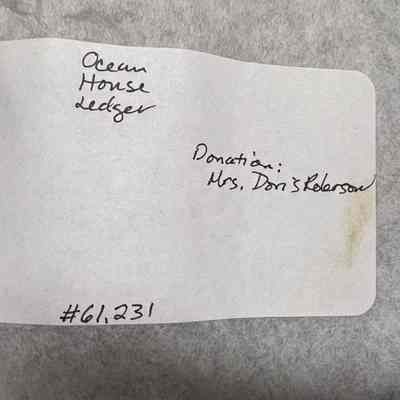 Ocean
House
Ledger
Donation:
Mrs. Doris Roberson
#61,231